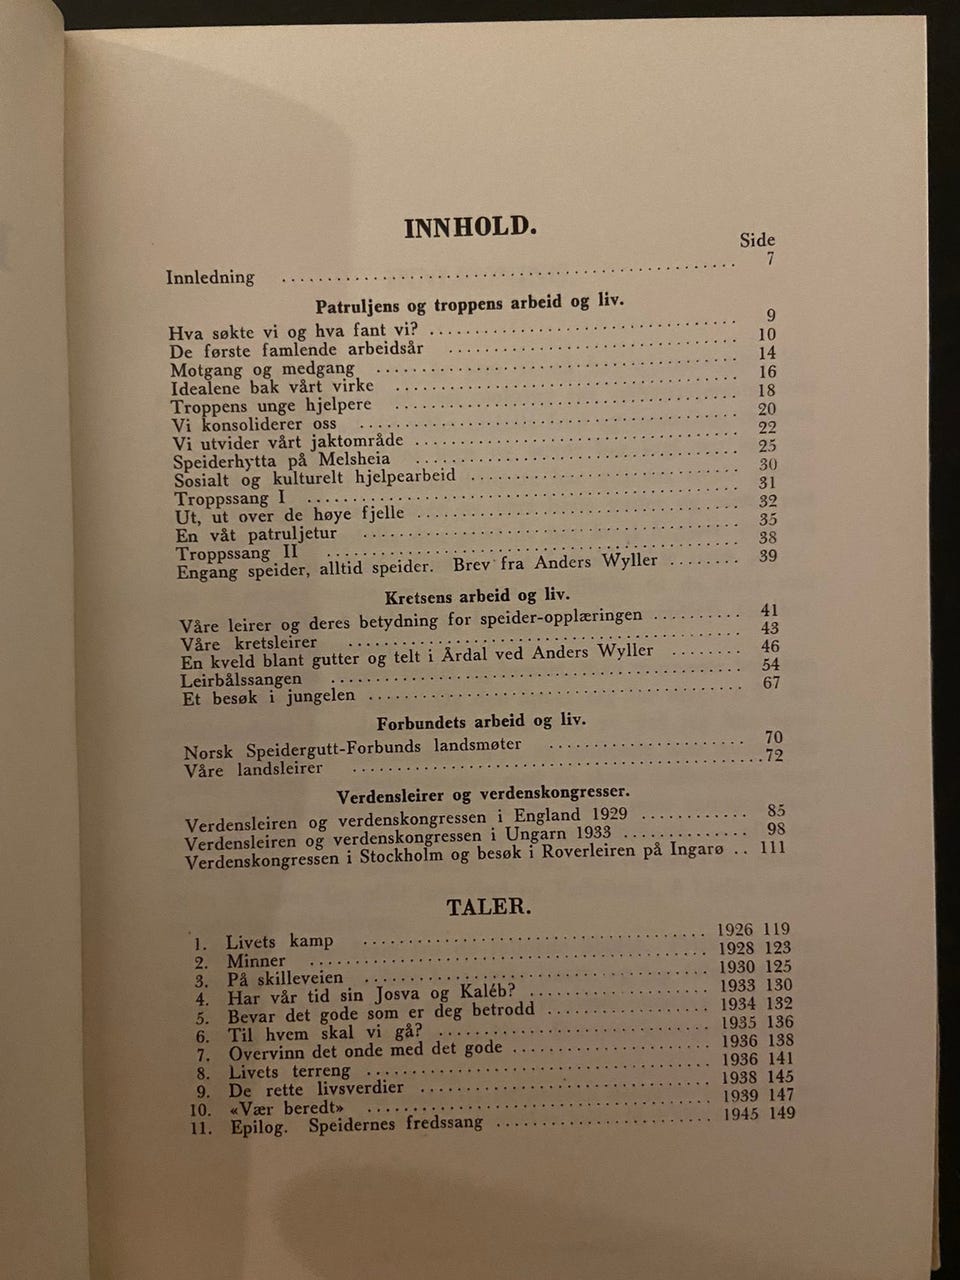 INNHOLD.
Side
Innledning ........ 7
Patruljens og troppens arbeid og liv.
Hva søkte vi og hva fant vi? ........ 9
De første famlende arbeidsår ........ 10
Motgang og medgang ........ 14
Idealene bak vårt virke ........ 16
Troppens unge hjelpere ........ 18
Vi konsoliderer oss ........ 20
Vi utvider vårt jaktområde ........ 22
Speiderhytta på Melsheia ........ 25
Sosialt og kulturelt hjelpearbeid ........ 30
Troppssang I ........ 31
Ut, ut over de høye fjelle ........ 32
En våt patruljetur ........ 35
Troppssang II ........ 38
Engang speider, alltid speider. Brev fra Anders Wyller ........ 39
Kretsens arbeid og liv.
Våre leirer og deres betydning for speider-opplæringen ........ 41
Våre kretsleirer ........ 43
En kveld blant gutter og telt i Årdal ved Anders Wyller ........ 46
Leirbålssangen ........ 54
Et besøk i jungelen ........ 67
Forbundets arbeid og liv.
Norsk Speidergutt-Forbunds landsmøter ........ 70
Våre landsleirer ........ 72
Verdensleirer og verdenskongresser.
Verdensleiren og verdenskongressen i England 1929 ........ 85
Verdensleiren og verdenskongressen i Ungarn 1933 ........ 98
Verdenskongressen i Stockholm og besøk i Roverleiren på Ingarø .. 111
TALER.
1. Livets kamp ........ 1926 119
2. Minner ........ 1928 123
3. På skilleveien ........ 1930 125
4. Har vår tid sin Josva og Kaléb? ........ 1933 130
5. Bevar det gode som er deg betrodd ........ 1934 132
6. Til hvem skal vi gå? ........ 1935 136
7. Overvinn det onde med det gode ........ 1936 138
8. Livets terreng ........ 1936 141
9. De rette livsverdier ........ 1938 145
10. «Vær beredt» ........ 1939 147
11. Epilog. Speidernes fredssang ........ 1945 149